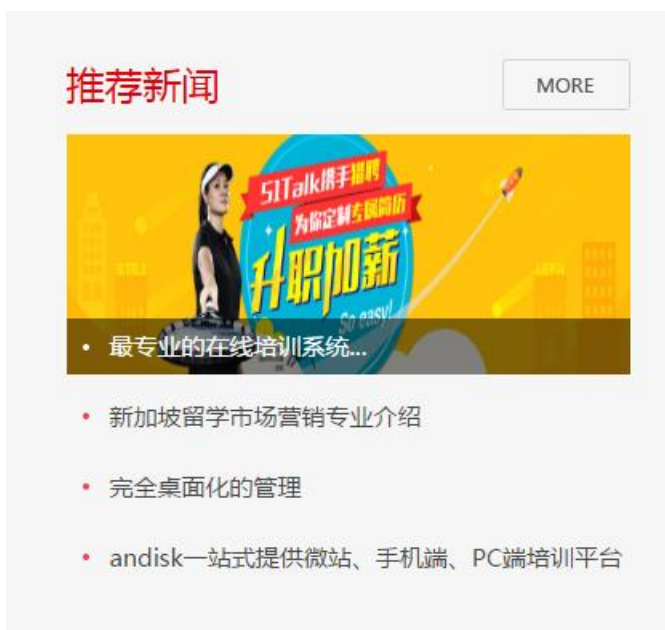 推荐新闻
MORE
51Talk携手猎聘
为你定制专属简历
升职加薪
So easy!
• 最专业的在线培训系统...
• 新加坡留学市场营销专业介绍
• 完全桌面化的管理
• andisk一站式提供微站、手机端、PC端培训平台